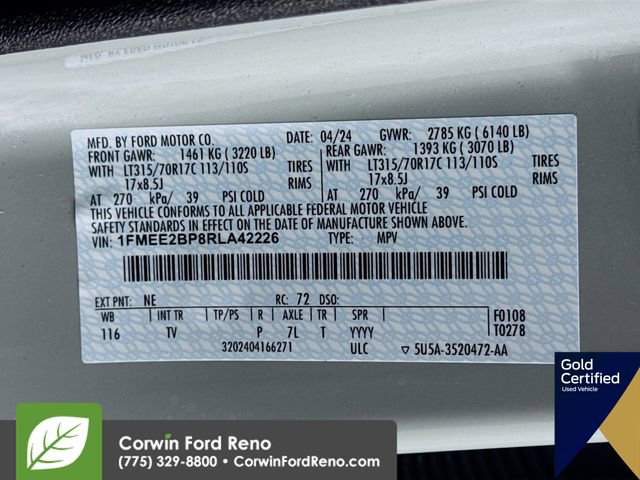 MFD. BY FORD MOTOR CO.
MFD. BY FORD MOTOR CO. DATE: 04/24 GVWR: 2785 KG ( 6140 LB)
FRONT GAWR: 1461 KG ( 3220 LB) REAR GAWR: 1393 KG ( 3070 LB)
WITH LT315/70R17C 113/110S TIRES WITH LT315/70R17C 113/110S TIRES
17x8.5J RIMS 17x8.5J RIMS
AT 270 kPa/ 39 PSI COLD AT 270 kPa/ 39 PSI COLD
THIS VEHICLE CONFORMS TO ALL APPLICABLE FEDERAL MOTOR VEHICLE
SAFETY STANDARDS IN EFFECT ON THE DATE OF MANUFACTURE SHOWN ABOVE.
VIN: 1FMEE2BP8RLA42226 TYPE: MPV
EXT PNT: NE RC: 72 DSO:
WB INT TR TP/PS R AXLE TR SPR F0108
116 TV P 7L T YYYY T0278
3202404166271 ULC ▽ 5U5A-3520472-AA
Gold
Certified
Used Vehicle
Corwin Ford Reno
(775) 329-8800 • CorwinFordReno.com